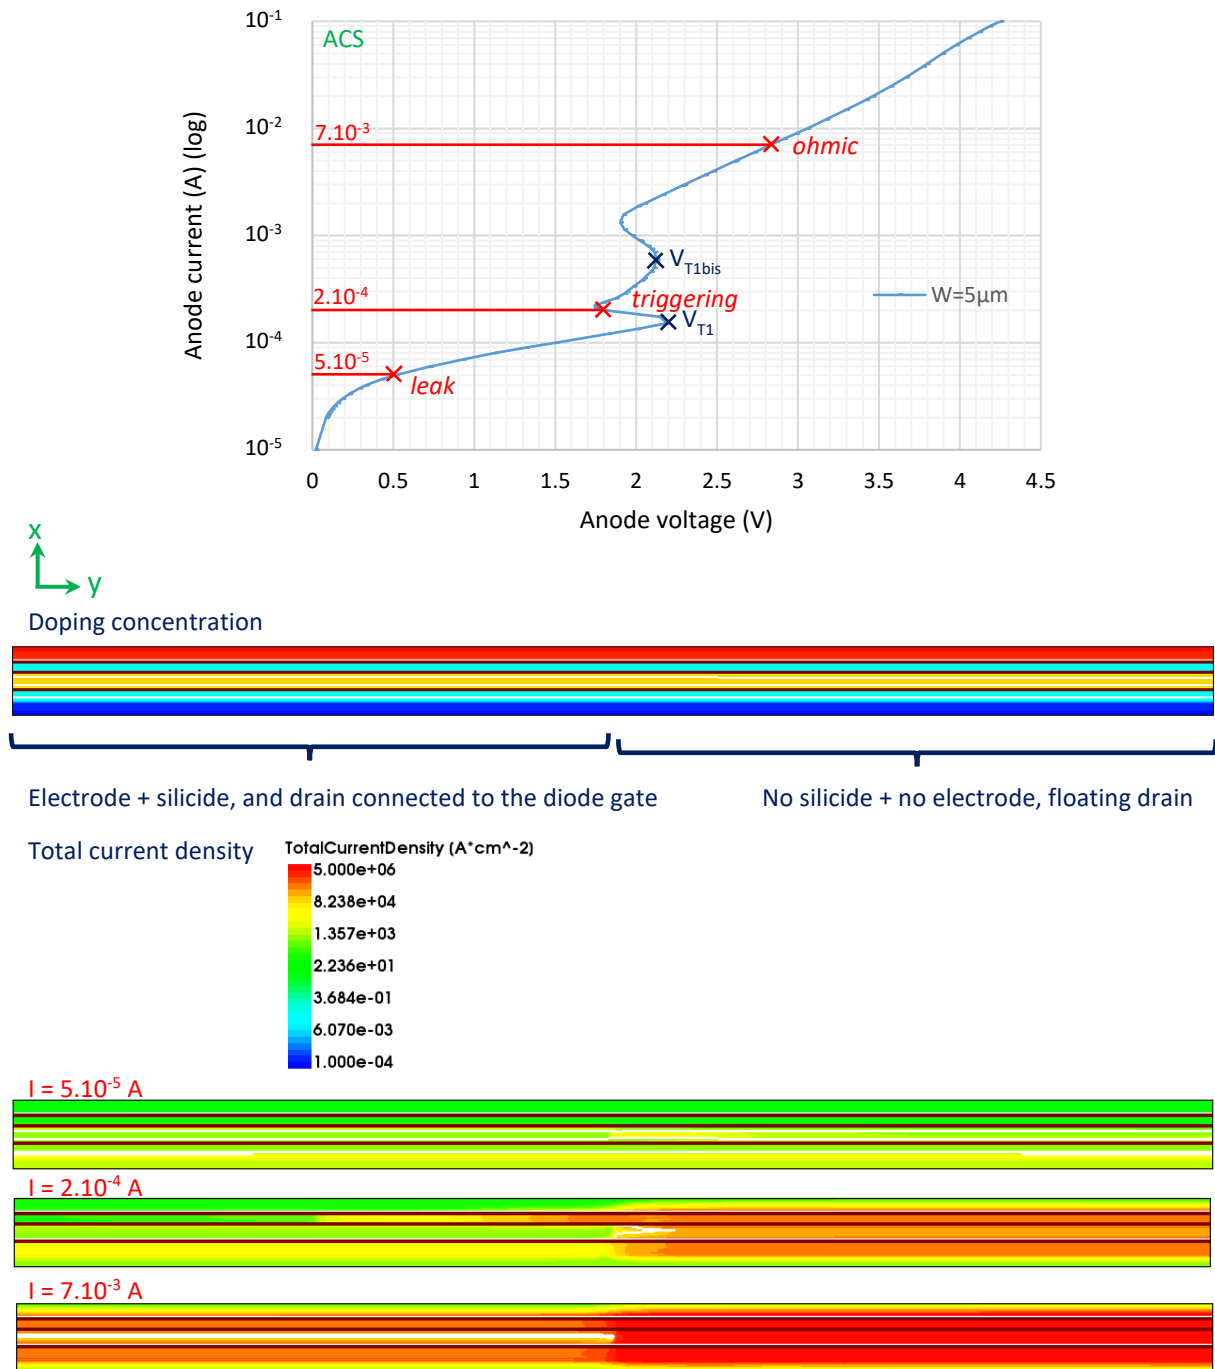 10⁻¹
ACS
10⁻²
7.10⁻³
ohmic
10⁻³
V_T1bis
2.10⁻⁴
triggering
W=5µm
V_T1
10⁻⁴
5.10⁻⁵
leak
10⁻⁵
Anode current (A) (log)
0 0.5 1 1.5 2 2.5 3 3.5 4 4.5
Anode voltage (V)
x
y
Doping concentration
Electrode + silicide, and drain connected to the diode gate
No silicide + no electrode, floating drain
Total current density
TotalCurrentDensity (A*cm^-2)
5.000e+06
8.238e+04
1.357e+03
2.236e+01
3.684e-01
6.070e-03
1.000e-04
I = 5.10⁻⁵ A
I = 2.10⁻⁴ A
I = 7.10⁻³ A